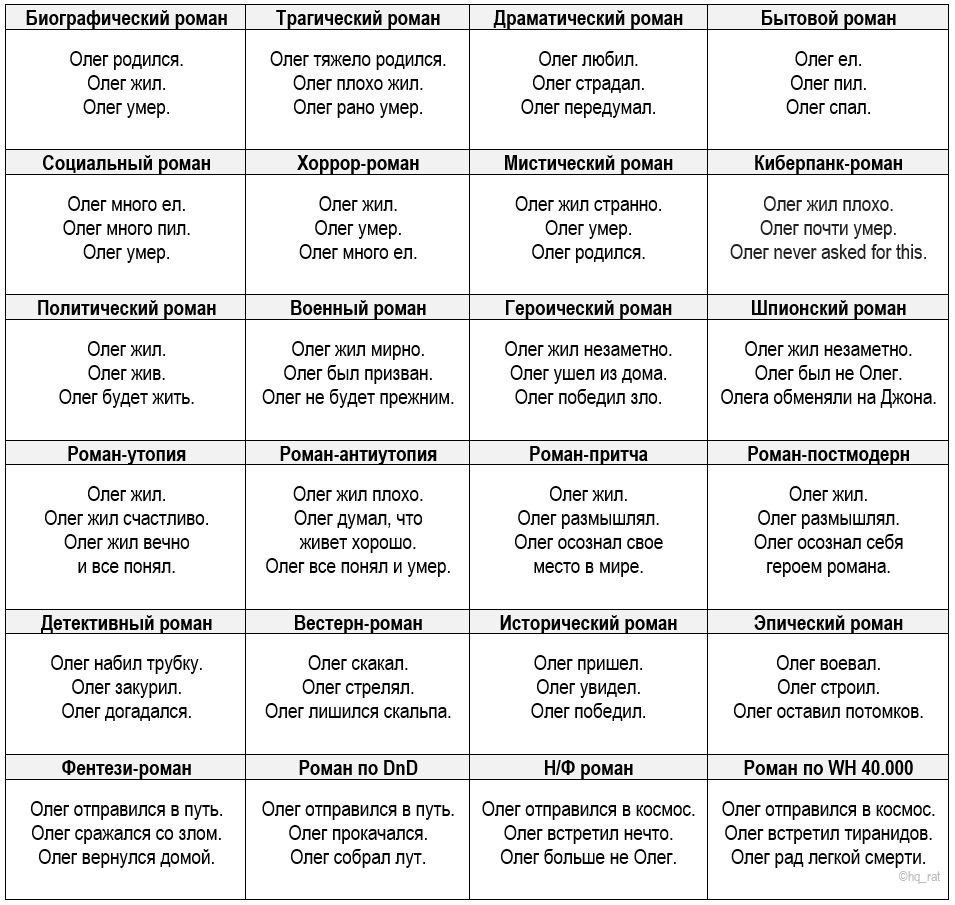 Биографический роман
Олег родился.
Олег жил.
Олег умер.
Трагический роман
Олег тяжело родился.
Олег плохо жил.
Олег рано умер.
Драматический роман
Олег любил.
Олег страдал.
Олег передумал.
Бытовой роман
Олег ел.
Олег пил.
Олег спал.
Социальный роман
Олег много ел.
Олег много пил.
Олег умер.
Хоррор-роман
Олег жил.
Олег умер.
Олег много ел.
Мистический роман
Олег жил странно.
Олег умер.
Олег родился.
Киберпанк-роман
Олег жил плохо.
Олег почти умер.
Олег never asked for this.
Политический роман
Олег жил.
Олег жив.
Олег будет жить.
Военный роман
Олег жил мирно.
Олег был призван.
Олег не будет прежним.
Героический роман
Олег жил незаметно.
Олег ушел из дома.
Олег победил зло.
Шпионский роман
Олег жил незаметно.
Олег был не Олег.
Олега обменяли на Джона.
Роман-утопия
Олег жил.
Олег жил счастливо.
Олег жил вечно
и все понял.
Роман-антиутопия
Олег жил плохо.
Олег думал, что
живет хорошо.
Олег все понял и умер.
Роман-притча
Олег жил.
Олег размышлял.
Олег осознал свое
место в мире.
Роман-постмодерн
Олег жил.
Олег размышлял.
Олег осознал себя
героем романа.
Детективный роман
Олег набил трубку.
Олег закурил.
Олег догадался.
Вестерн-роман
Олег скакал.
Олег стрелял.
Олег лишился скальпа.
Исторический роман
Олег пришел.
Олег увидел.
Олег победил.
Эпический роман
Олег воевал.
Олег строил.
Олег оставил потомков.
Фентези-роман
Олег отправился в путь.
Олег сражался со злом.
Олег вернулся домой.
Роман по DnD
Олег отправился в путь.
Олег прокачался.
Олег собрал лут.
Н/Ф роман
Олег отправился в космос.
Олег встретил нечто.
Олег больше не Олег.
Роман по WH 40.000
Олег отправился в космос.
Олег встретил тиранидов.
Олег рад легкой смерти.
©hq_rat